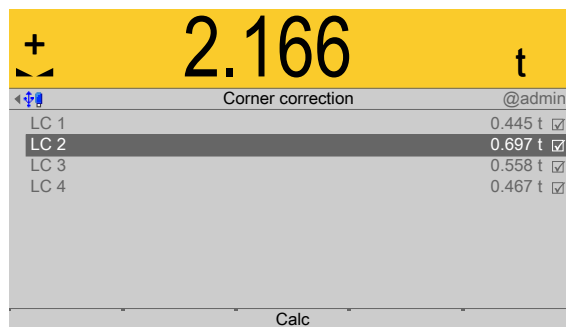 + 2.166 t
Corner correction @admin
LC 1 0.445 t
LC 2 0.697 t
LC 3 0.558 t
LC 4 0.467 t
Calc